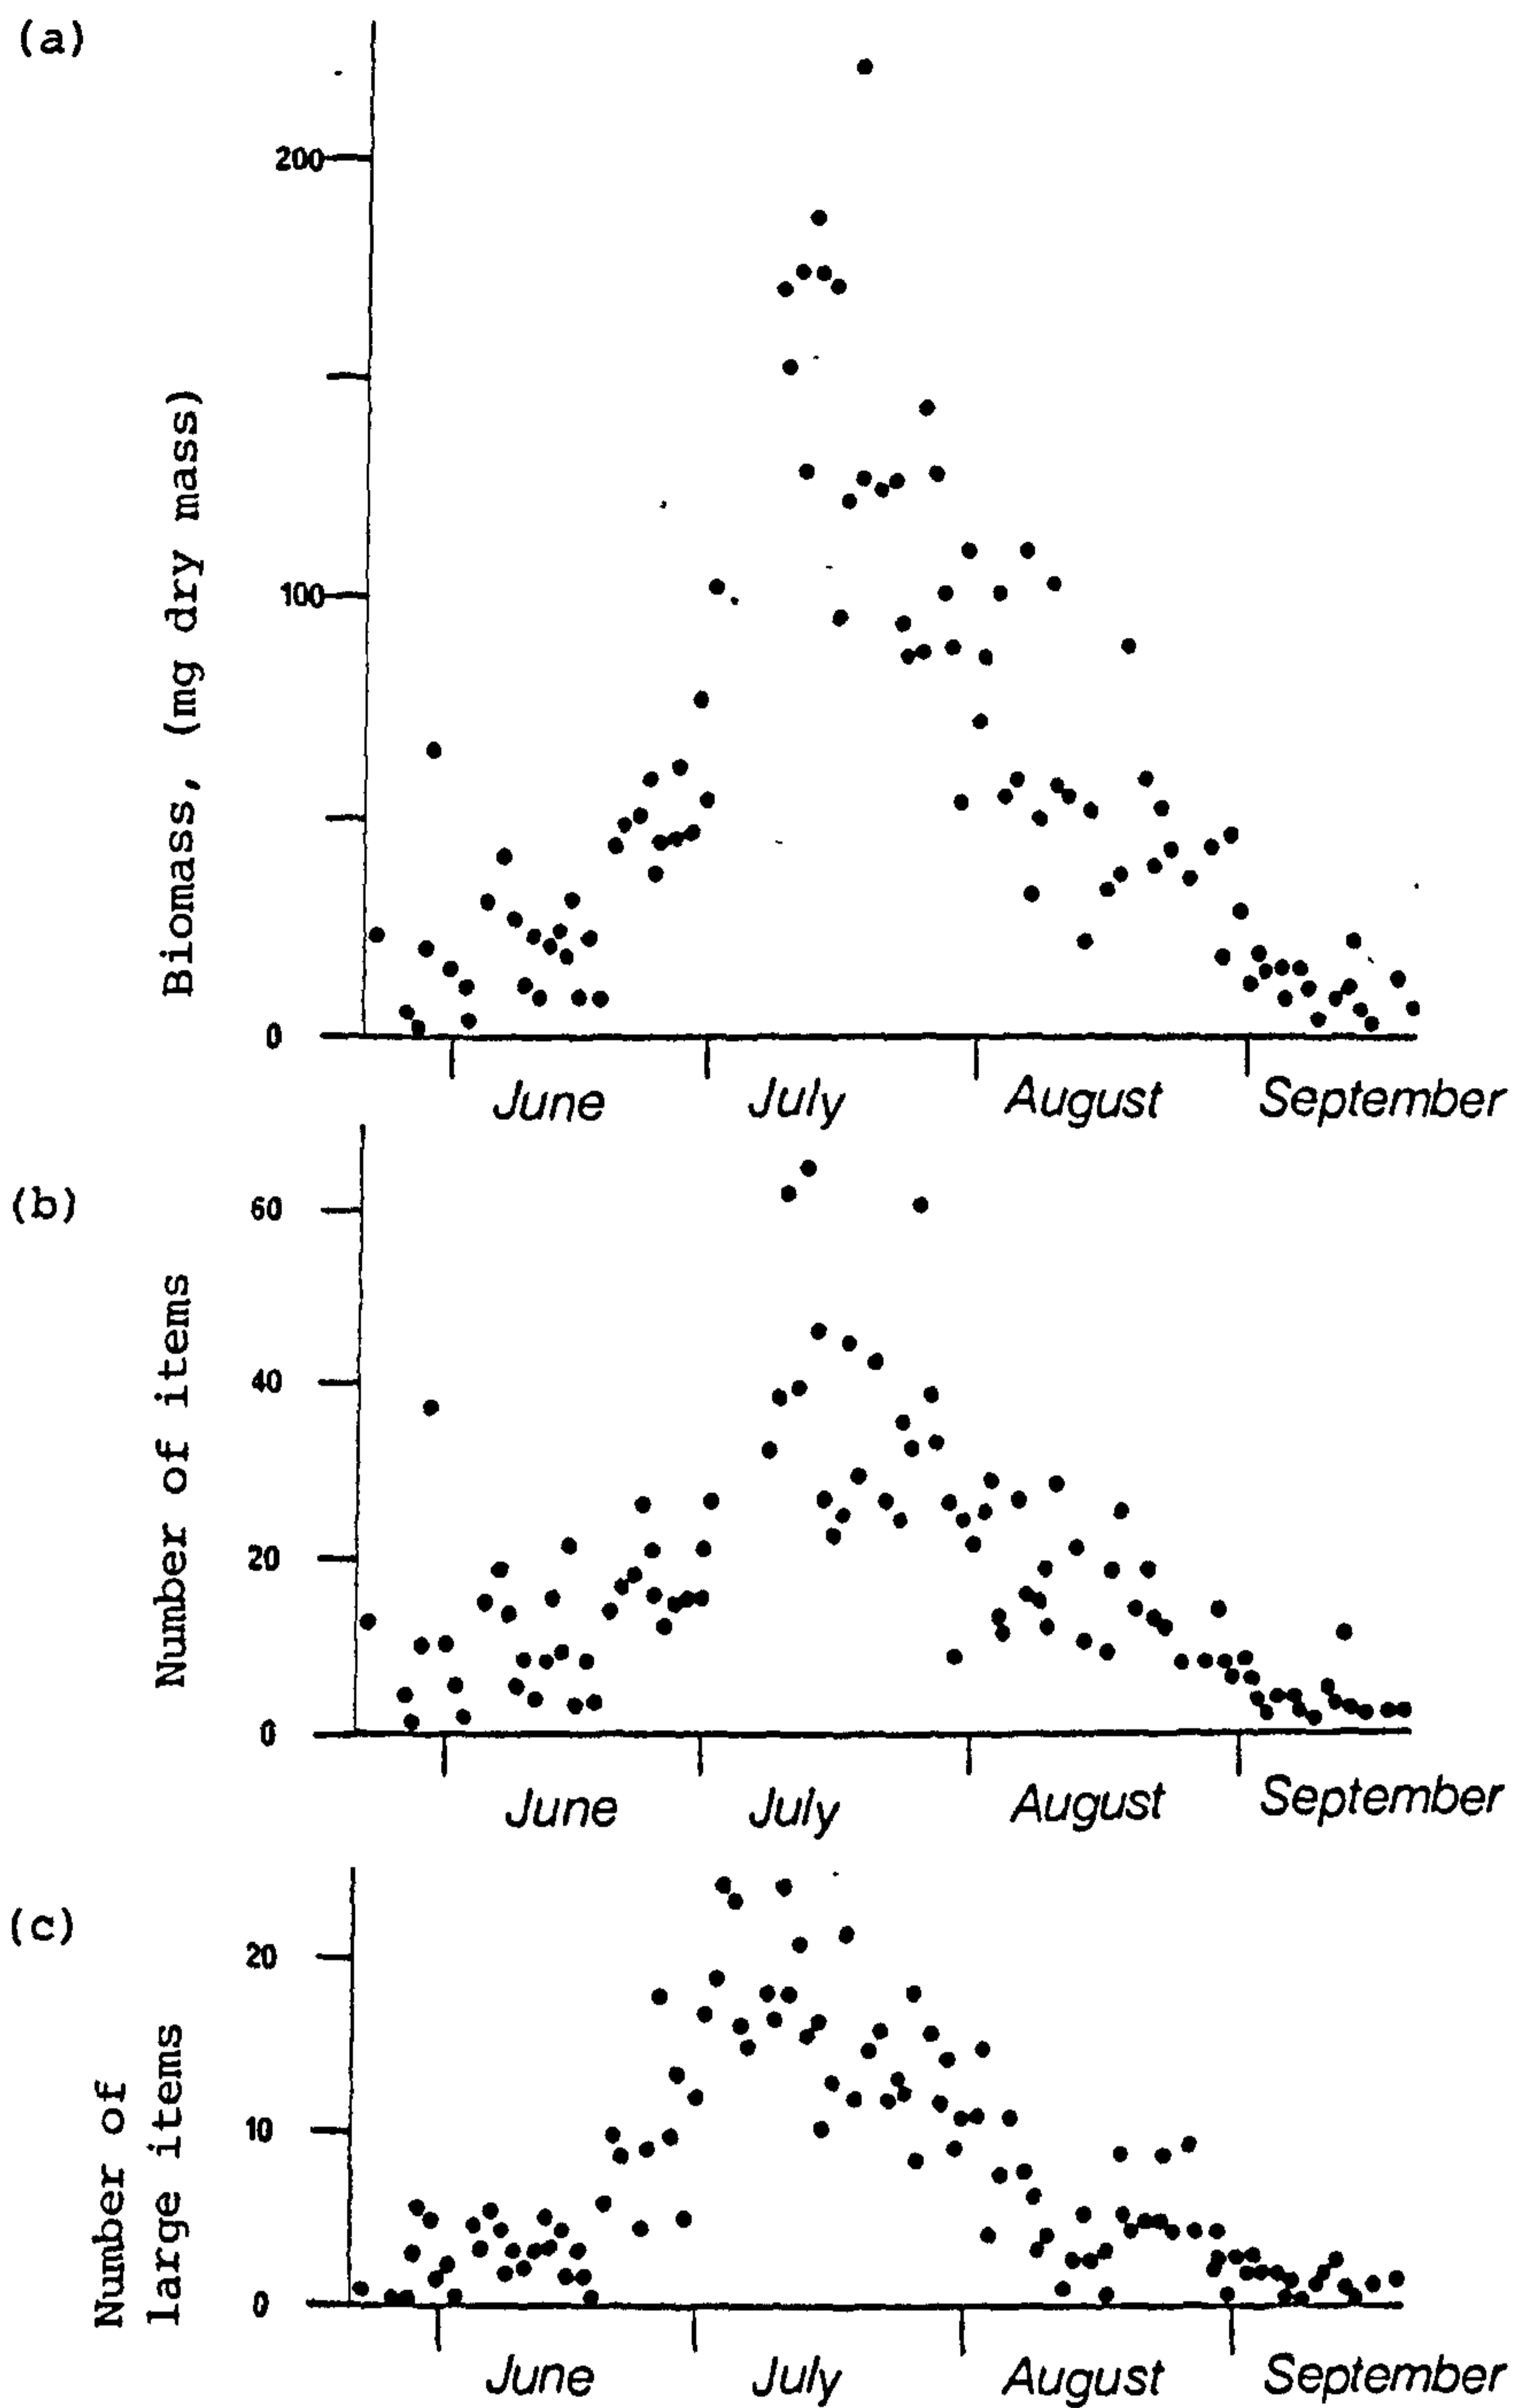 (a)
200
100
0
Biomass, (mg dry mass)
June July August September
(b)
60
40
20
0
Number of items
June July August September
(c)
20
10
0
Number of
large items
June July August September